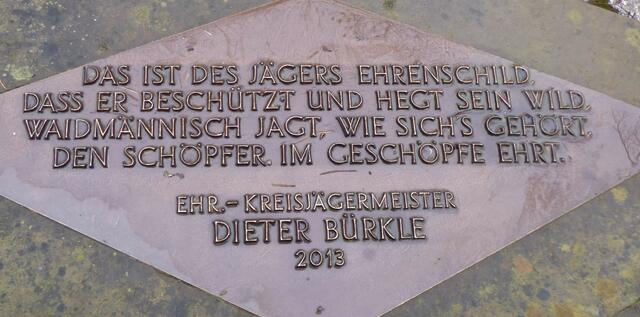 DAS IST DES JÄGERS EHRENSCHILD,
DASS ER BESCHÜTZT UND HEGT SEIN WILD,
WAIDMÄNNISCH JAGT, WIE SICH'S GEHÖRT,
DEN SCHÖPFER IM GESCHÖPFE EHRT.
EHR.-KREISJÄGERMEISTER
DIETER BÜRKLE
2013